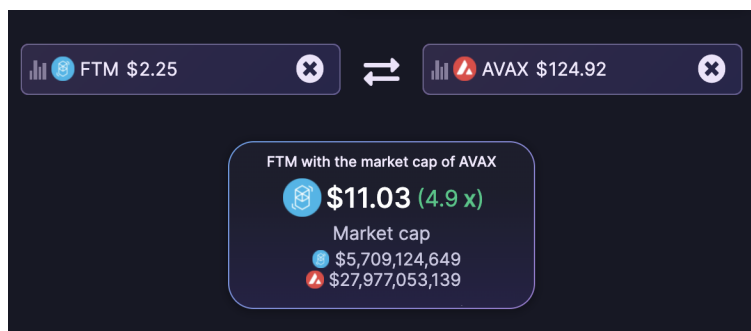 FTM $2.25
AVAX $124.92
FTM with the market cap of AVAX
$11.03 (4.9 x)
Market cap
$5,709,124,649
$27,977,053,139